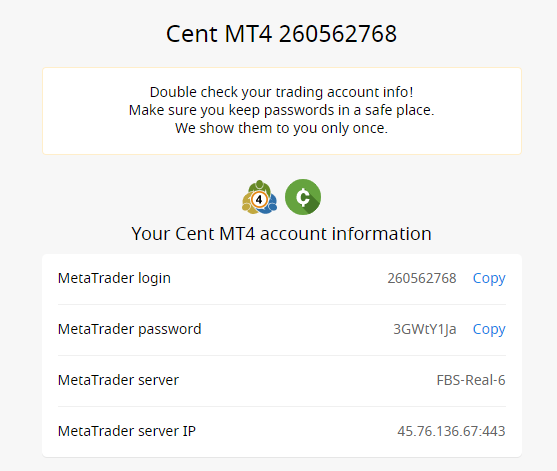 Cent MT4 260562768
Double check your trading account info!
Make sure you keep passwords in a safe place.
We show them to you only once.
4 ¢
Your Cent MT4 account information
MetaTrader login 260562768 Copy
MetaTrader password 3GWtY1Ja Copy
MetaTrader server FBS-Real-6
MetaTrader server IP 45.76.136.67:443